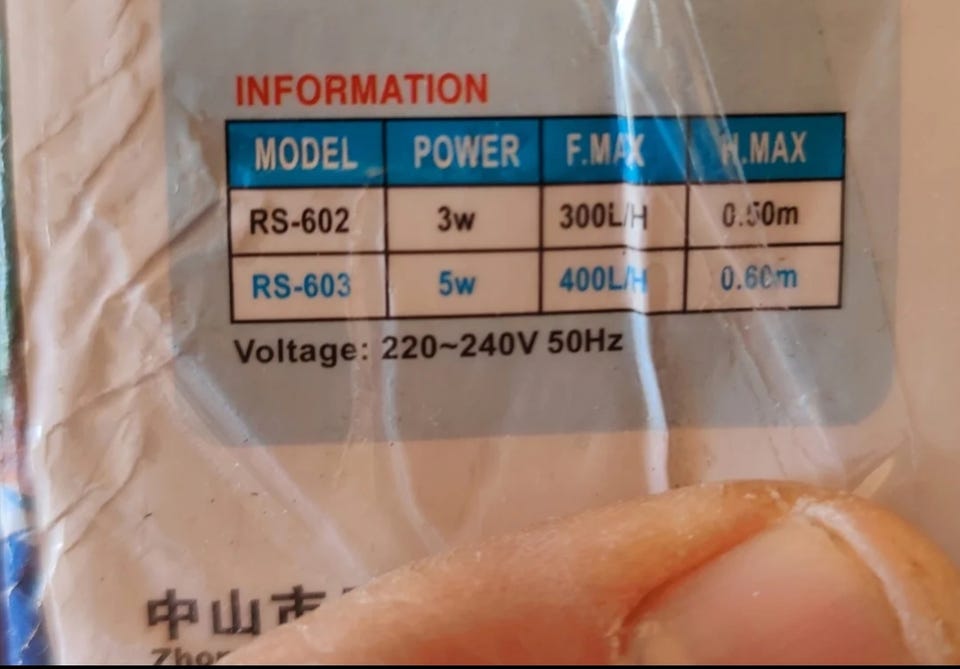 INFORMATION
MODEL POWER F.MAX H.MAX
RS-602 3w 300L/H 0.50m
RS-603 5w 400L/H 0.60m
Voltage: 220~240V 50Hz
中山市
Zhon